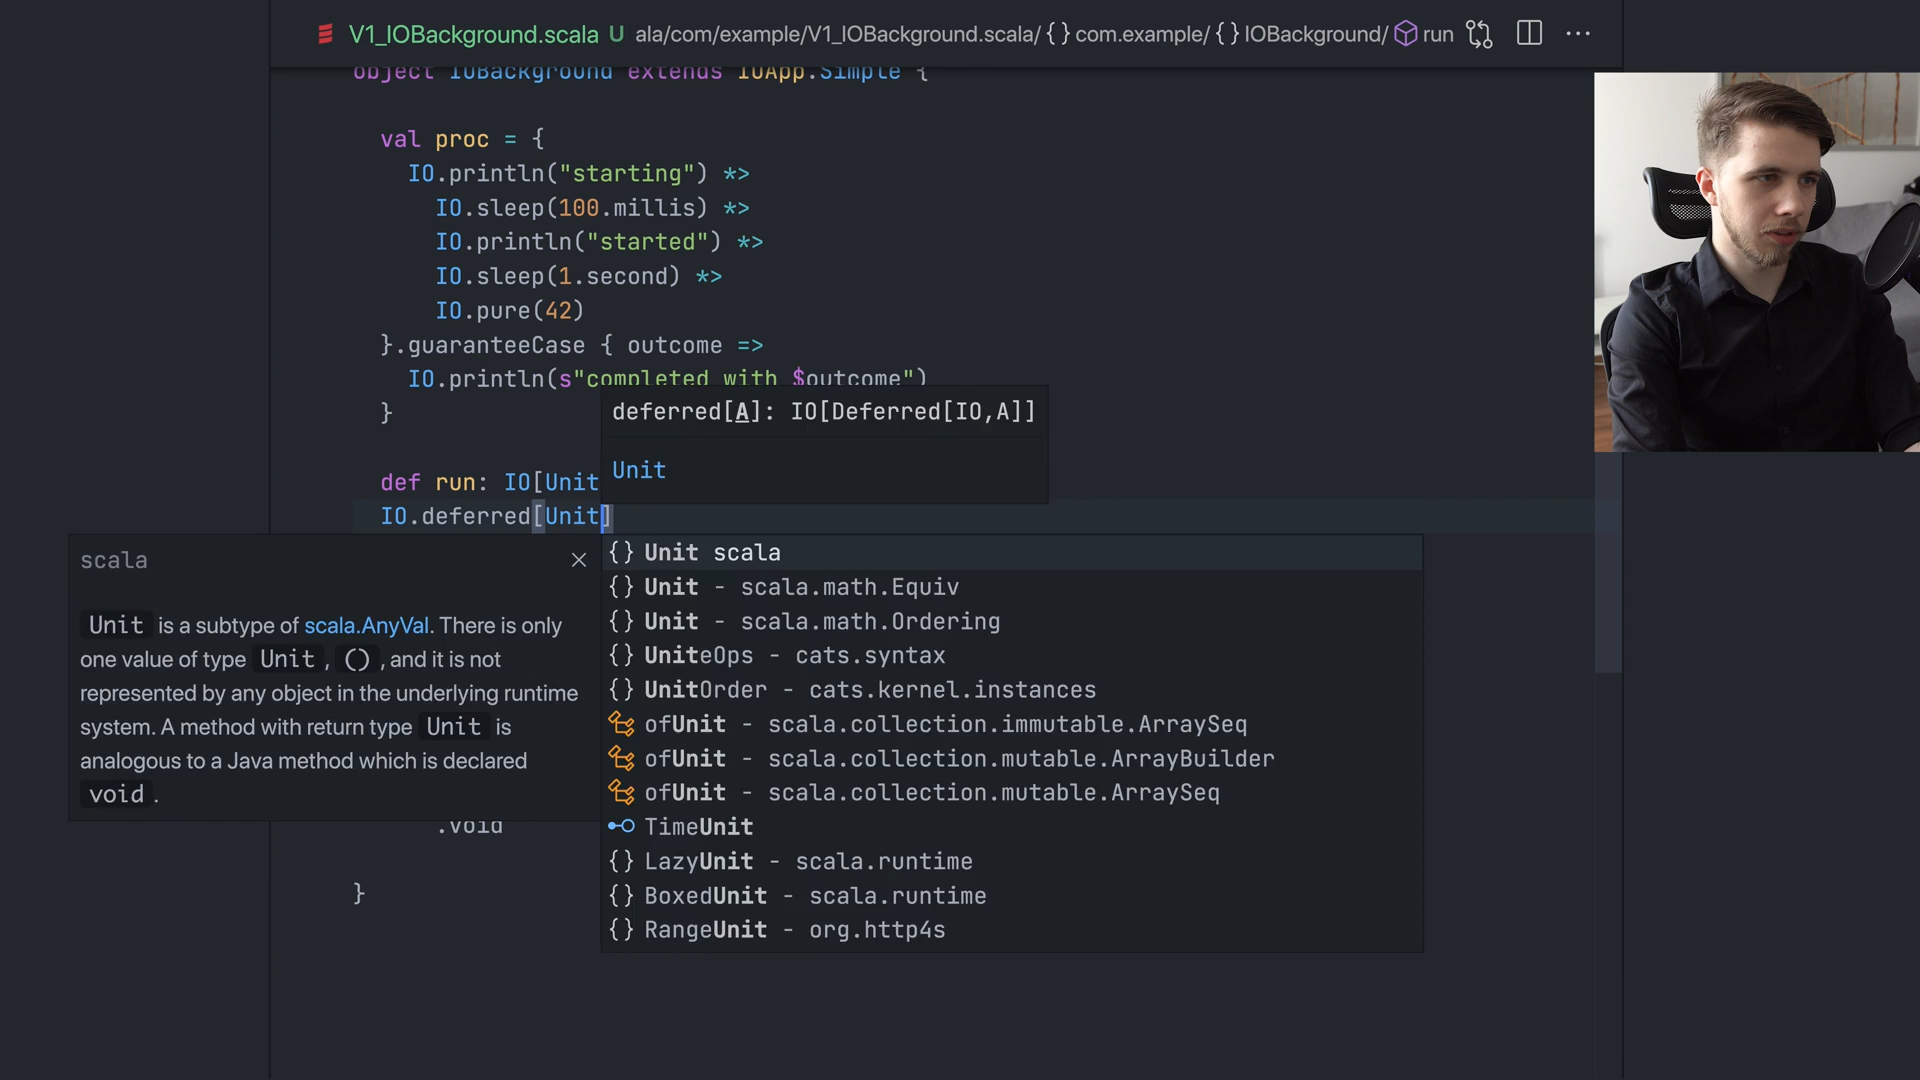 V1_IOBackground.scala U ala/com/example/V1_IOBackground.scala/ {} com.example/ {} IOBackground/ run
object IOBackground extends IOApp.Simple {
val proc = {
IO.println("starting") *>
IO.sleep(100.millis) *>
IO.println("started") *>
IO.sleep(1.second) *>
IO.pure(42)
}.guaranteeCase { outcome =>
IO.println(s"completed with $outcome")
}
deferred[A]: IO[Deferred[IO,A]]
Unit
def run: IO[Unit
IO.deferred[Unit]
scala
Unit is a subtype of scala.AnyVal. There is only
one value of type Unit , () , and it is not
represented by any object in the underlying runtime
system. A method with return type Unit is
analogous to a Java method which is declared
void .
{} Unit scala
{} Unit - scala.math.Equiv
{} Unit - scala.math.Ordering
{} UniteOps - cats.syntax
{} UnitOrder - cats.kernel.instances
ofUnit - scala.collection.immutable.ArraySeq
ofUnit - scala.collection.mutable.ArrayBuilder
ofUnit - scala.collection.mutable.ArraySeq
TimeUnit
{} LazyUnit - scala.runtime
{} BoxedUnit - scala.runtime
{} RangeUnit - org.http4s
.void
}